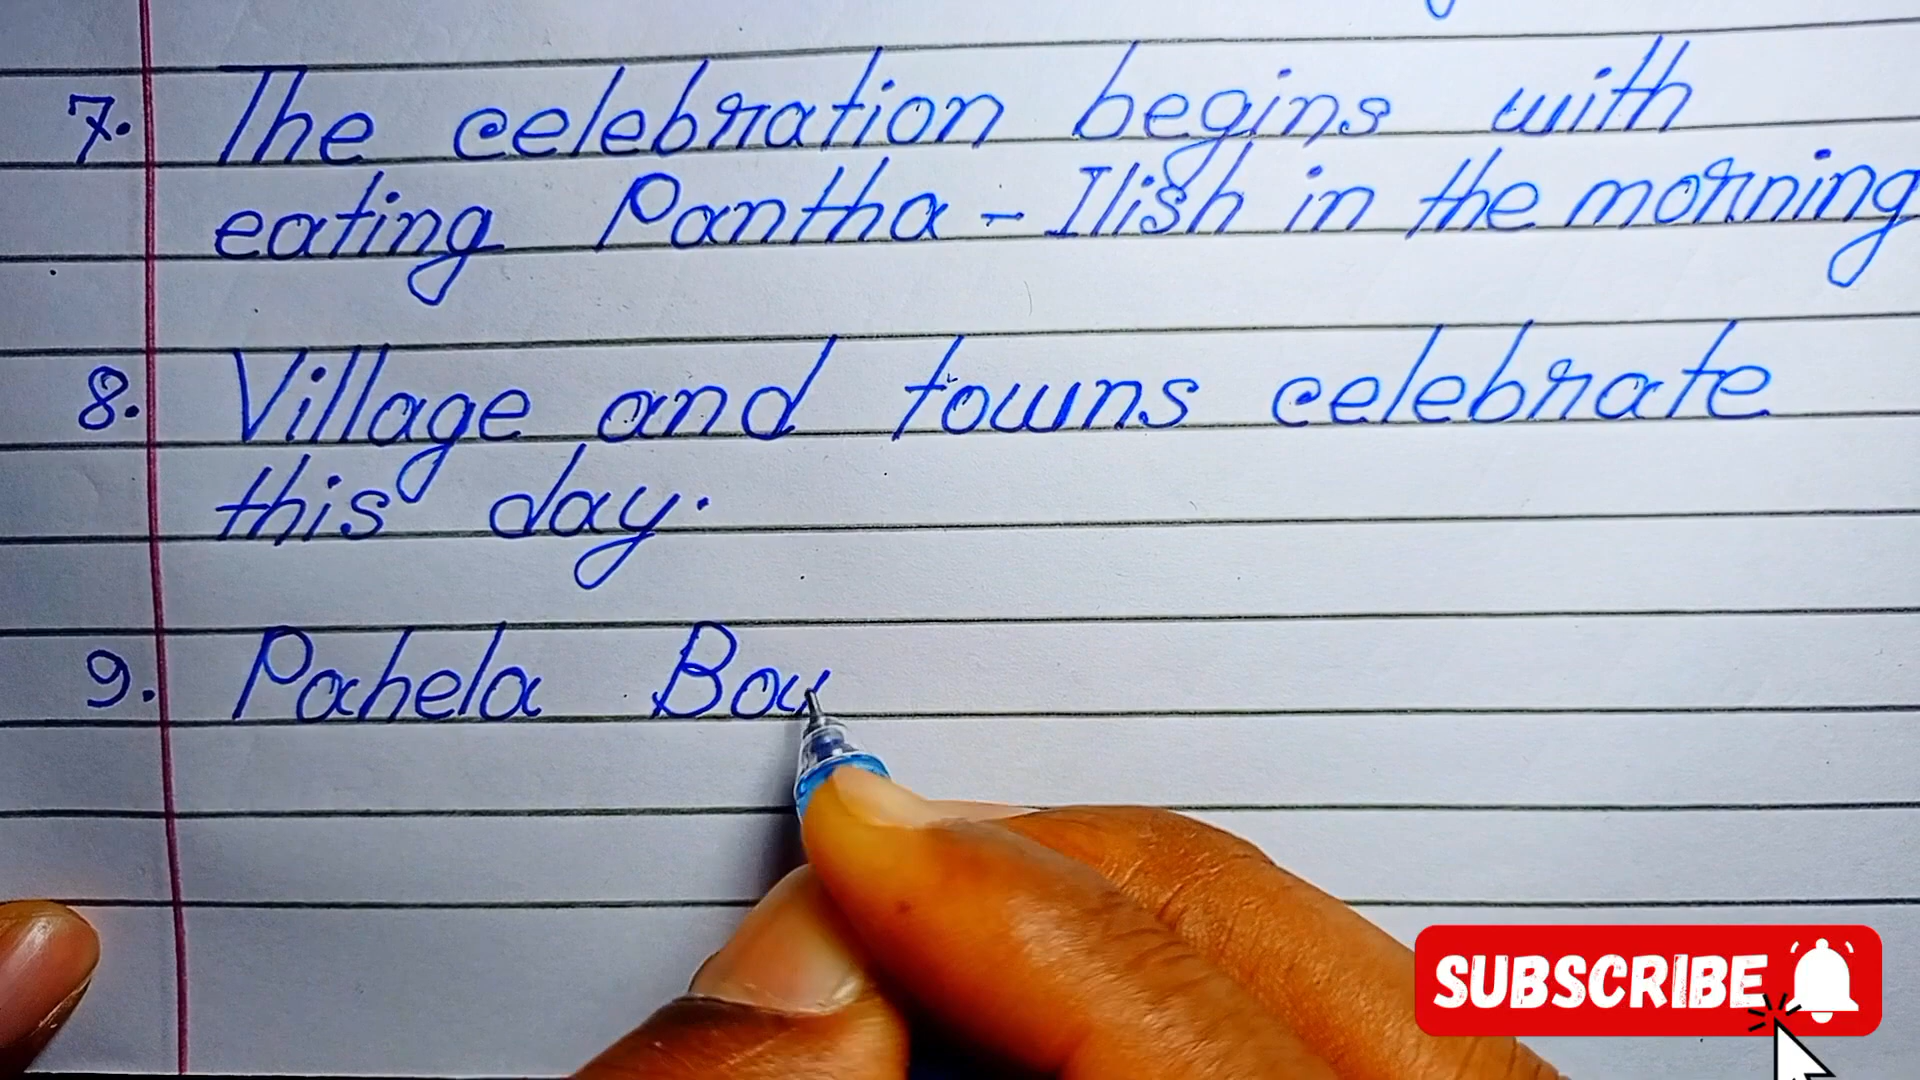 7. The celebration begins with
eating Pantha - Ilish in the morning
8. Village and towns celebrate
this day.
9. Pahela
SUBSCRIBE